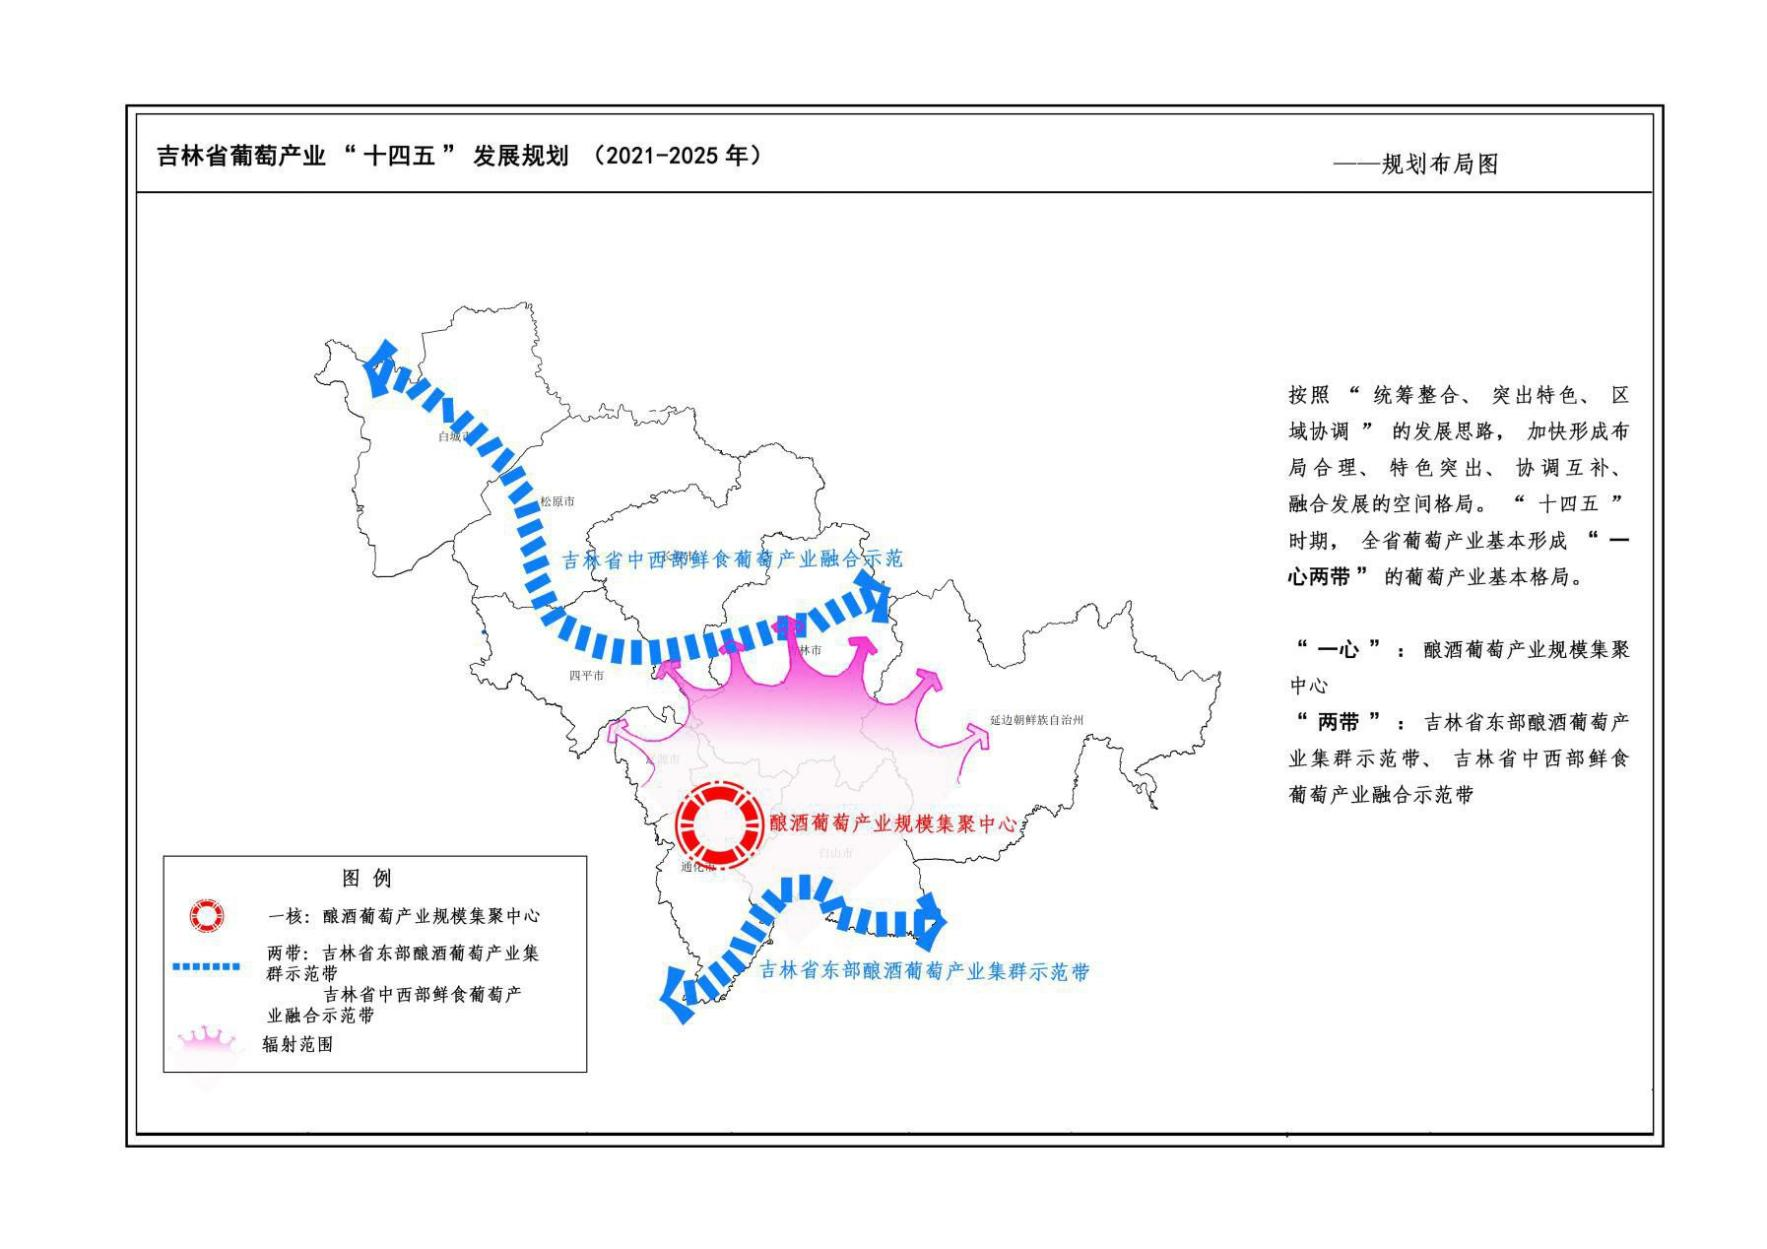 吉林省葡萄产业“十四五”发展规划（2021-2025年）
——规划布局图
按照“统筹整合、突出特色、区
域协调”的发展思路，加快形成布
局合理、特色突出、协调互补、
融合发展的空间格局。“十四五”
时期，全省葡萄产业基本形成“一
心两带”的葡萄产业基本格局。
“一心”：酿酒葡萄产业规模集聚
中心
“两带”：吉林省东部酿酒葡萄产
业集群示范带、吉林省中西部鲜食
葡萄产业融合示范带
白城市
松原市
吉林省中西部鲜食葡萄产业融合示范
吉林市
四平市
延边朝鲜族自治州
辽源市
酿酒葡萄产业规模集聚中心
白山市
通化市
吉林省东部酿酒葡萄产业集群示范带
图 例
一核：酿酒葡萄产业规模集聚中心
两带：吉林省东部酿酒葡萄产业集
群示范带
吉林省中西部鲜食葡萄产
业融合示范带
辐射范围